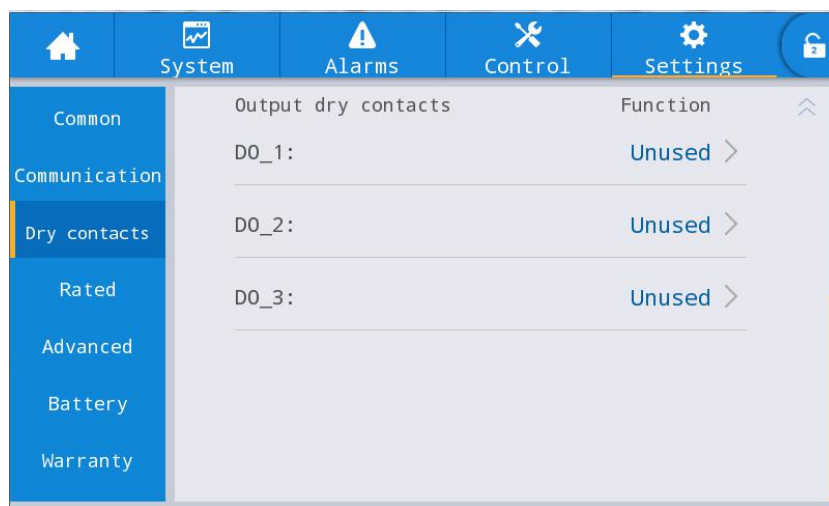 System
Alarms
Control
Settings
2
Common
Communication
Dry contacts
Rated
Advanced
Battery
Warranty
Output dry contacts Function
DO_1: Unused
DO_2: Unused
DO_3: Unused